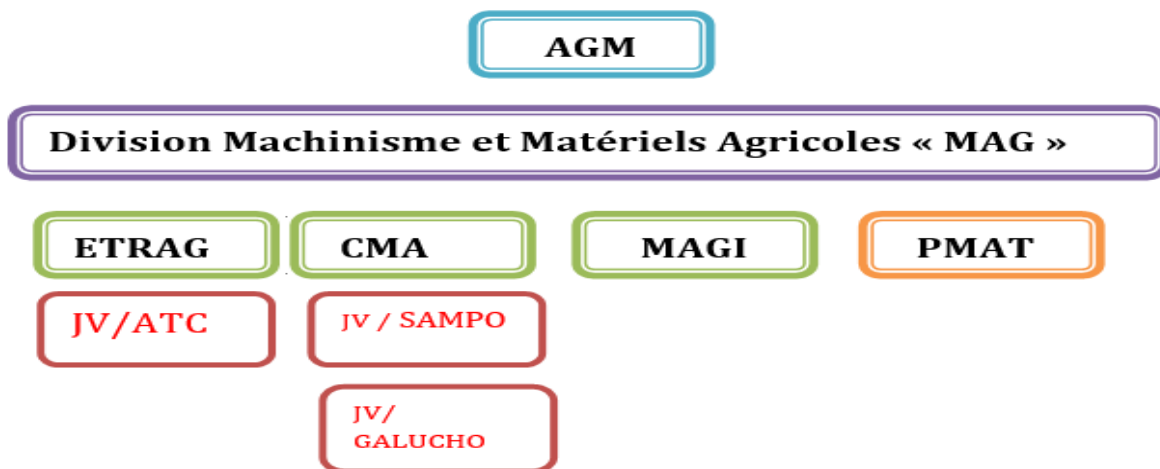 AGM
Division Machinisme et Matériels Agricoles « MAG »
ETRAG
CMA
MAGI
PMAT
JV/ATC
JV / SAMPO
JV/
GALUCHO